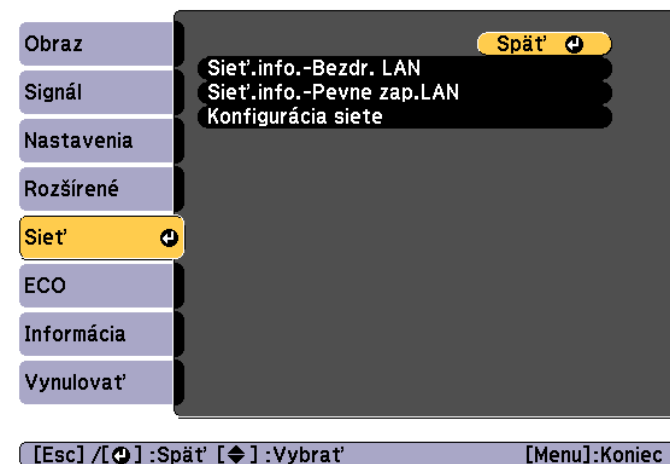 Obraz
Signál
Nastavenia
Rozšírené
Sieť
ECO
Informácia
Vynulovať
Späť
Sieť.info.-Bezdr. LAN
Sieť.info.-Pevne zap.LAN
Konfigurácia siete
[Esc] /[⏎] :Späť [◆] :Vybrať [Menu]:Koniec